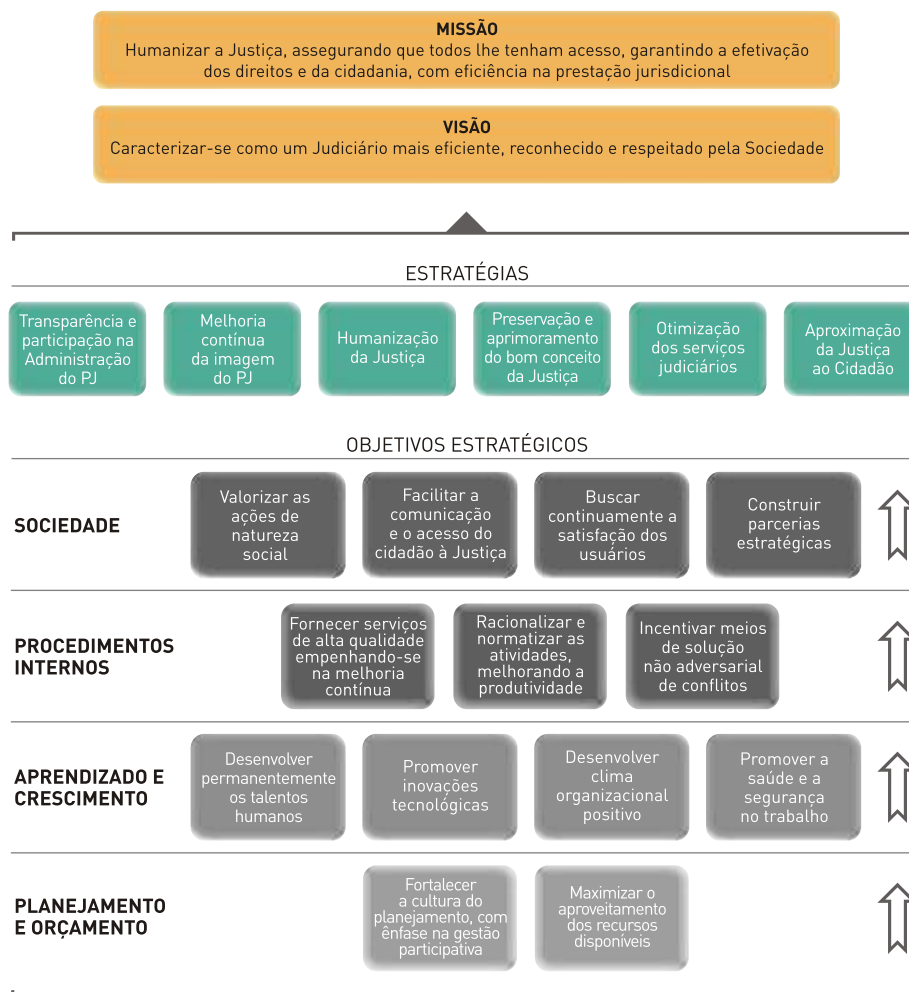 MISSÃO
Humanizar a Justiça, assegurando que todos lhe tenham acesso, garantindo a efetivação
dos direitos e da cidadania, com eficiência na prestação jurisdicional
VISÃO
Caracterizar-se como um Judiciário mais eficiente, reconhecido e respeitado pela Sociedade
ESTRATÉGIAS
Transparência e
participação na
Administração
do PJ
Melhoria
contínua
da imagem
do PJ
Humanização
da Justiça
Preservação e
aprimoramento
do bom conceito
da Justiça
Otimização
dos serviços
judiciários
Aproximação
da Justiça
ao Cidadão
OBJETIVOS ESTRATÉGICOS
SOCIEDADE
Valorizar as
ações de
natureza
social
Facilitar a
comunicação
e o acesso do
cidadão à Justiça
Buscar
continuamente a
satisfação dos
usuários
Construir
parcerias
estratégicas
PROCEDIMENTOS
INTERNOS
Fornecer serviços
de alta qualidade
empenhando-se
na melhoria
contínua
Racionalizar e
normatizar as
atividades,
melhorando a
produtividade
Incentivar meios
de solução
não adversarial
de conflitos
APRENDIZADO E
CRESCIMENTO
Desenvolver
permanentemente
os talentos
humanos
Promover
inovações
tecnológicas
Desenvolver
clima
organizacional
positivo
Promover a
saúde e a
segurança
no trabalho
PLANEJAMENTO
E ORÇAMENTO
Fortalecer
a cultura do
planejamento, com
ênfase na gestão
participativa
Maximizar o
aproveitamento
dos recursos
disponíveis